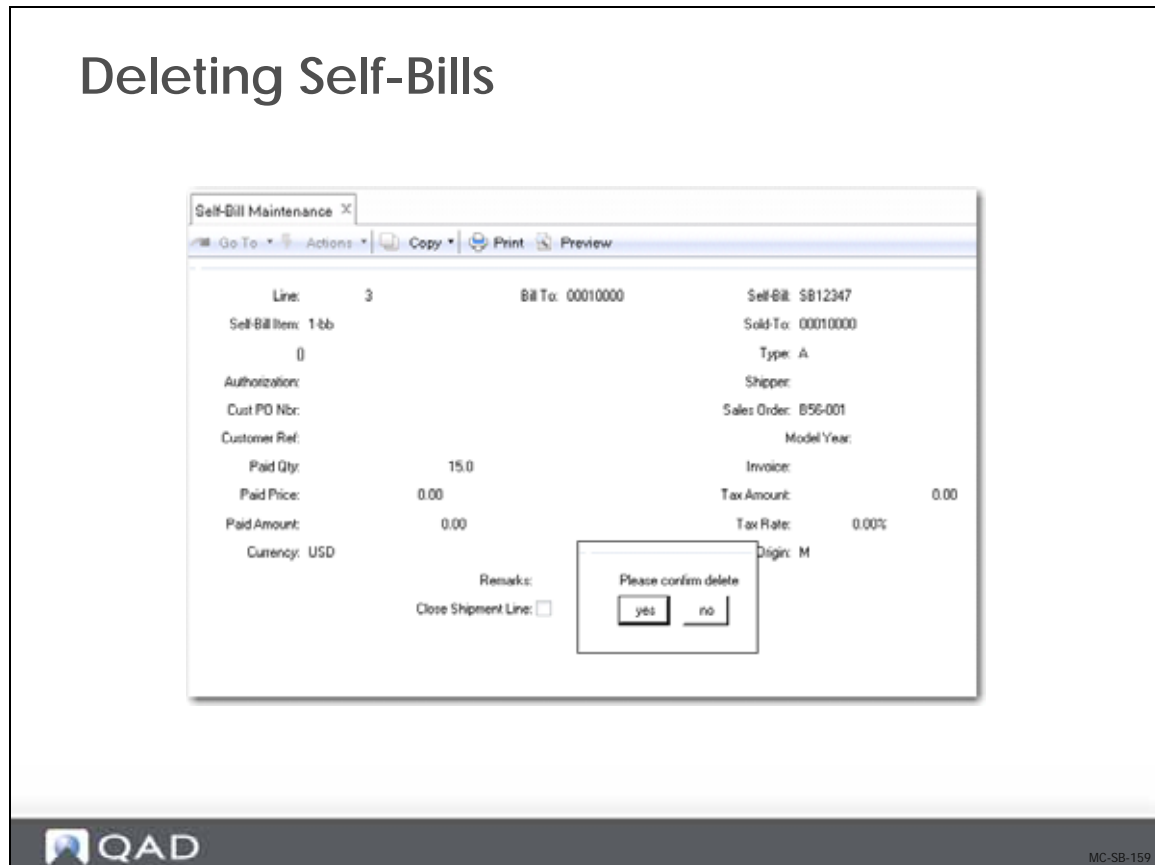 Deleting Self-Bills
Self-Bill Maintenance X
Go To Actions Copy Print Preview
Line: 3 Bill To: 00010000 Self-Bill: SB12347
Self-Bill Item: 1-bb Sold-To: 00010000
() Type: A
Authorization: Shipper:
Cust PO Nbr: Sales Order: B56-001
Customer Ref: Model Year:
Paid Qty: 15.0 Invoice:
Paid Price: 0.00 Tax Amount: 0.00
Paid Amount: 0.00 Tax Rate: 0.00%
Currency: USD Origin: M
Remarks: Please confirm delete
Close Shipment Line: yes no
QAD
MC-SB-159